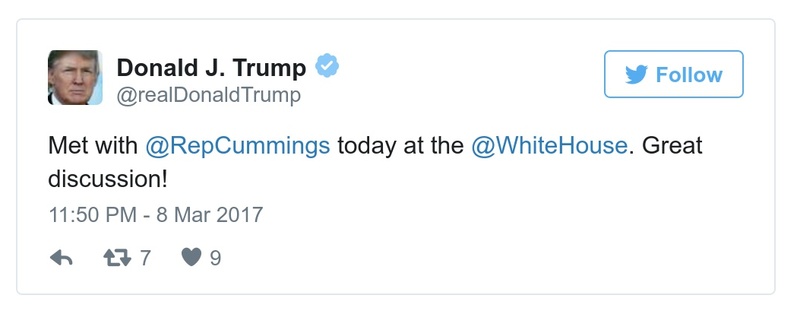 Donald J. Trump
Follow
@realDonaldTrump
Met with @RepCummings today at the @WhiteHouse. Great
discussion!
11:50 PM - 8 Mar 2017
7 9